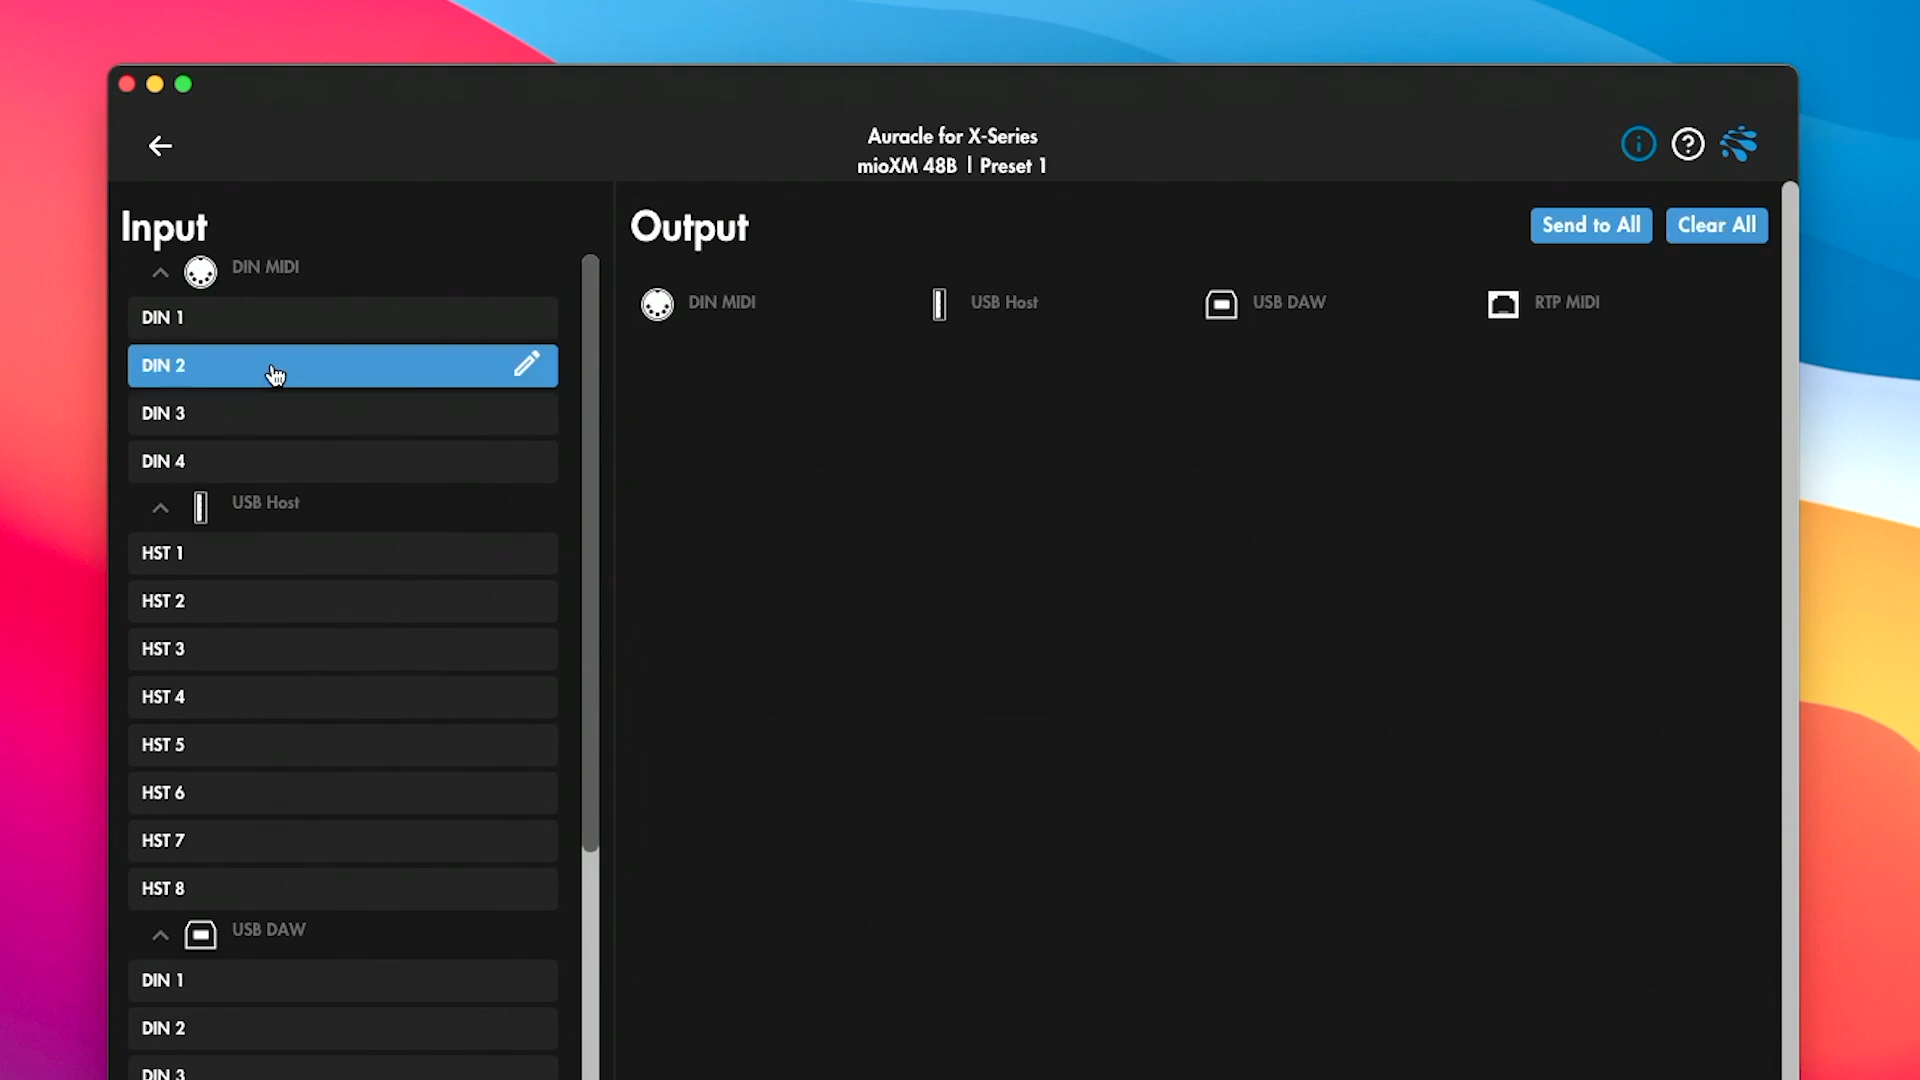 Auracle for X-Series
mioXM 48B | Preset 1
Input
DIN MIDI
DIN 1
DIN 2
DIN 3
DIN 4
USB Host
HST 1
HST 2
HST 3
HST 4
HST 5
HST 6
HST 7
HST 8
USB DAW
DIN 1
DIN 2
DIN 3
Output
Send to All
Clear All
DIN MIDI
USB Host
USB DAW
RTP MIDI